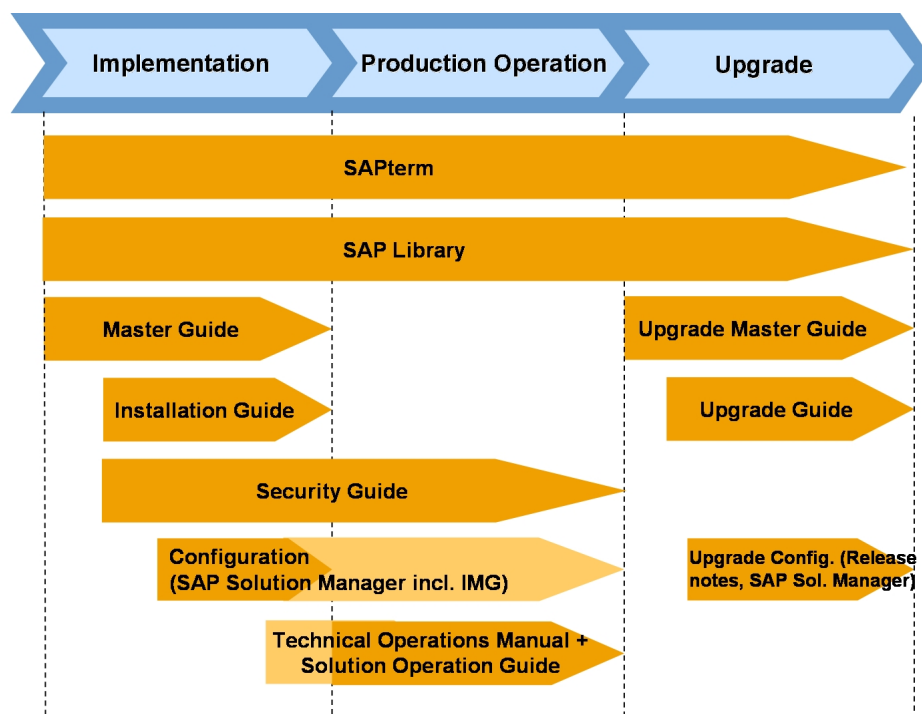 Implementation
Production Operation
Upgrade
SAPterm
SAP Library
Master Guide
Upgrade Master Guide
Installation Guide
Upgrade Guide
Security Guide
Configuration
(SAP Solution Manager incl. IMG)
Upgrade Config. (Release
notes, SAP Sol. Manager)
Technical Operations Manual +
Solution Operation Guide